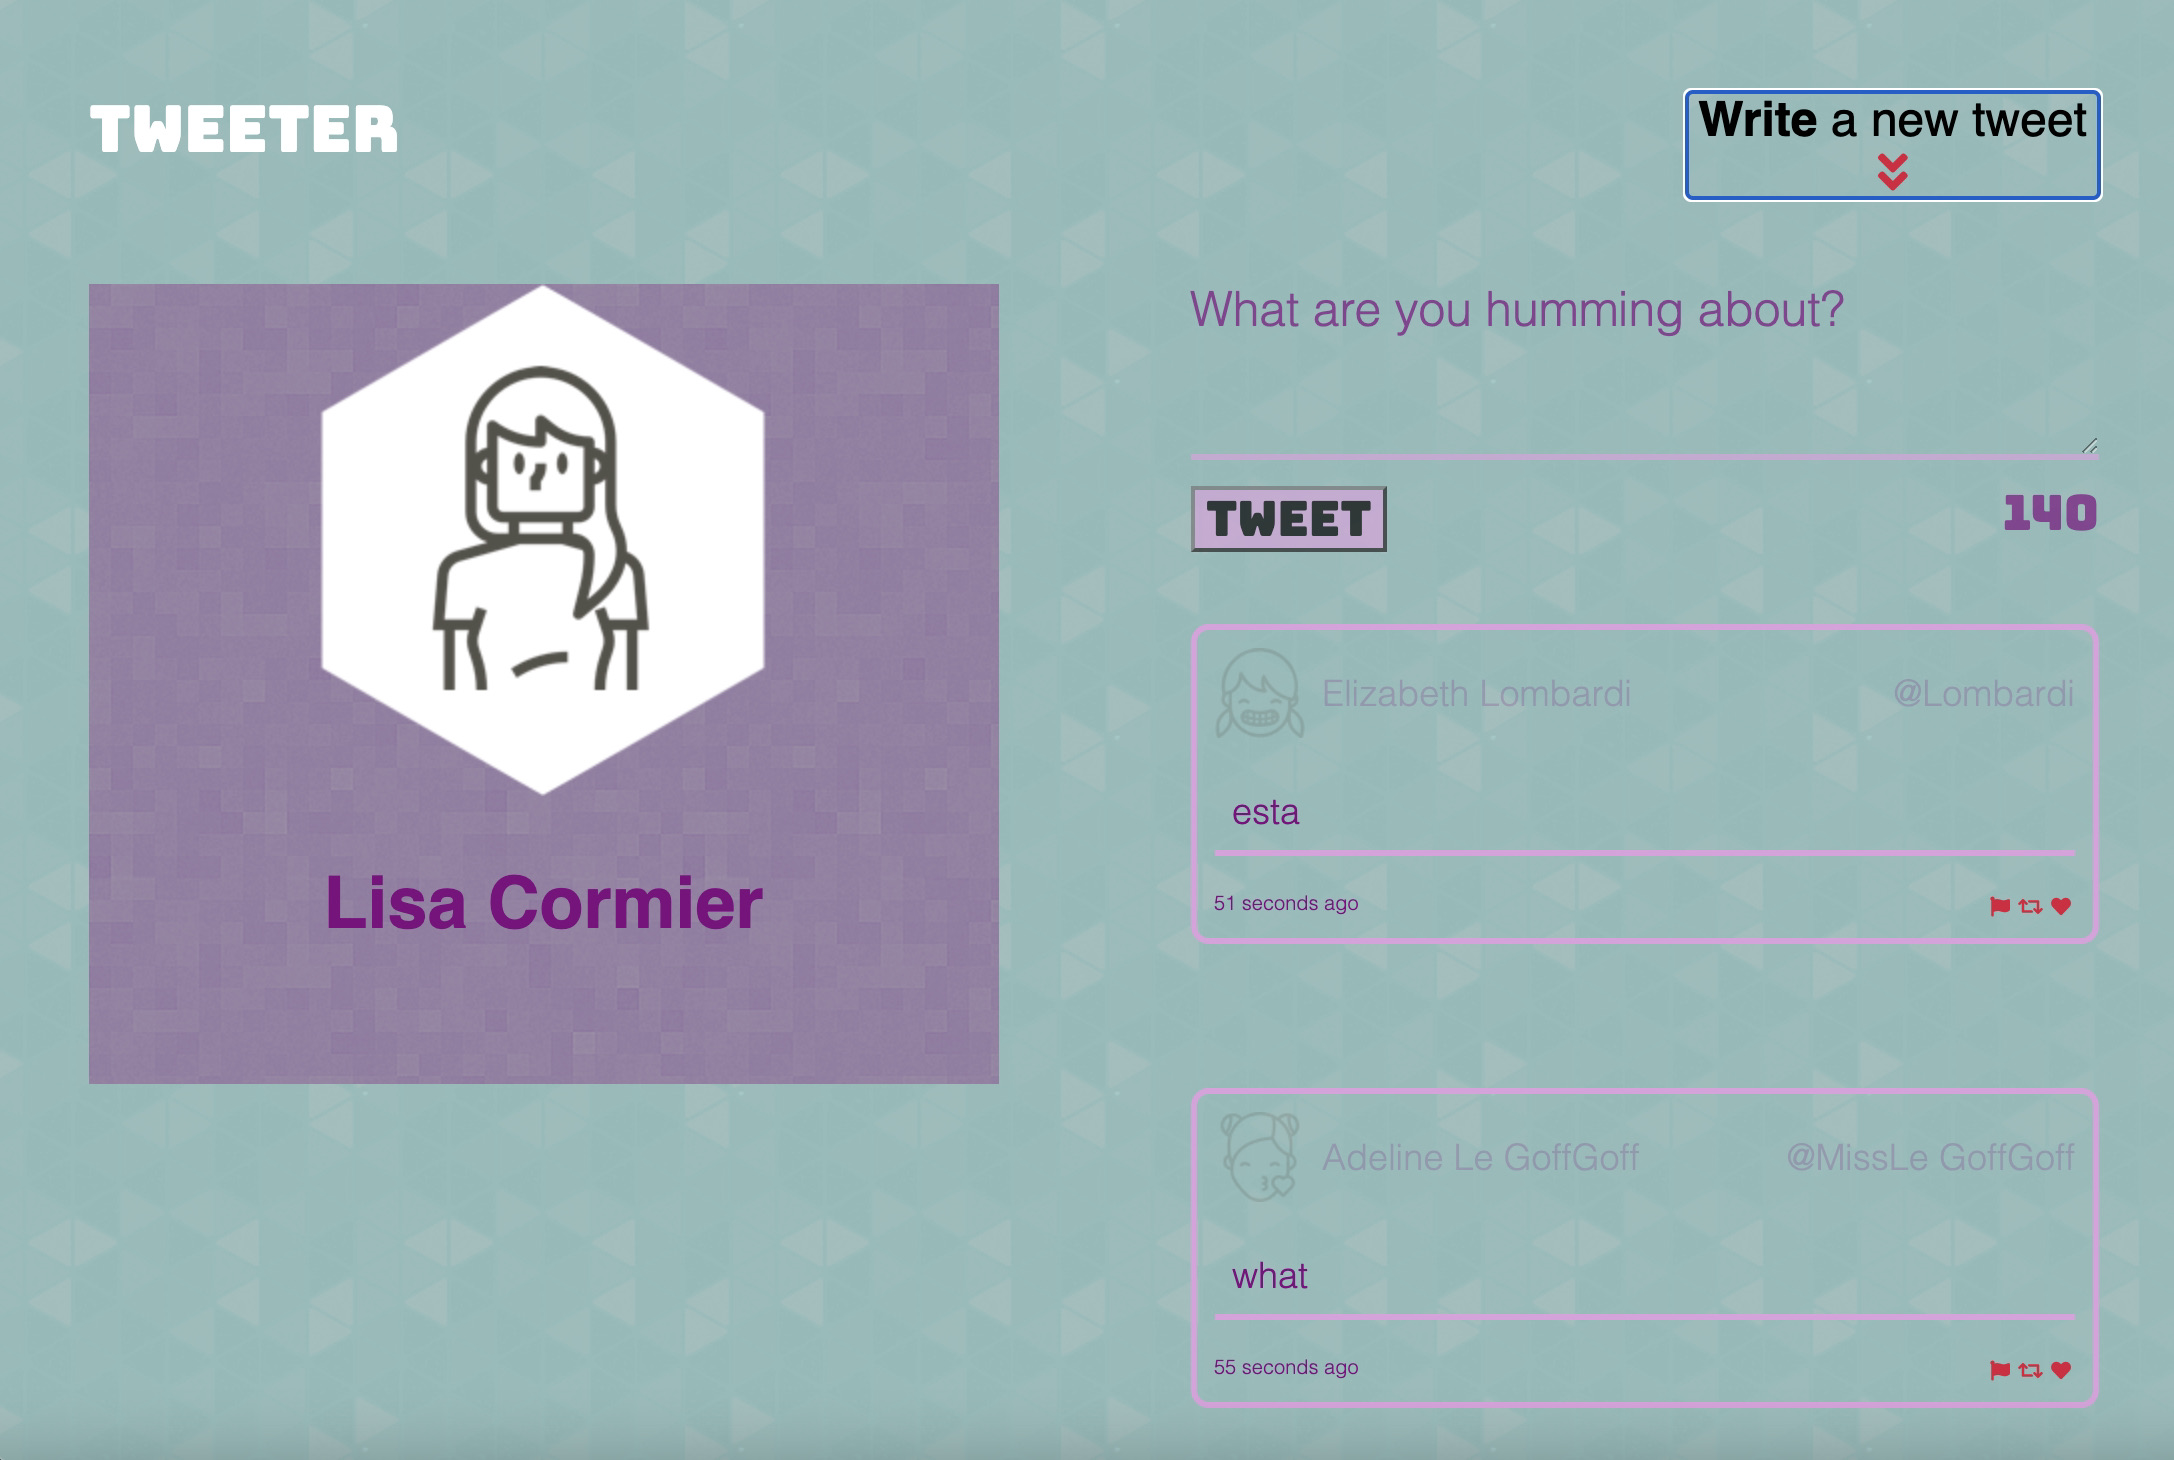 TWEETER
Write a new tweet
Lisa Cormier
What are you humming about?
TWEET
140
Elizabeth Lombardi @Lombardi
esta
51 seconds ago
Adeline Le GoffGoff @MissLe GoffGoff
what
55 seconds ago